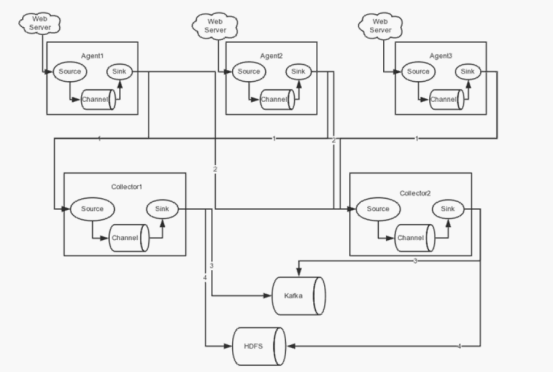 Web
Server
Web
Server
Web
Server
Agent1
Agent2
Agent3
Source
Sink
Source
Sink
Source
Sink
Channel
Channel
Channel
1
1
2
1
2
Collector1
Collector2
Source
Sink
Source
Sink
Channel
Channel
3
3
4
Kafka
HDFS
4